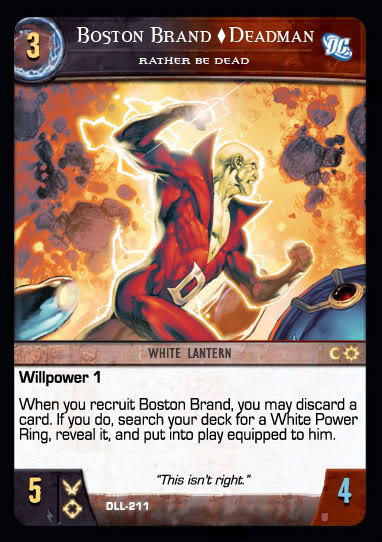 3
BOSTON BRAND ♦ DEADMAN
RATHER BE DEAD
DC
WHITE LANTERN
C
Willpower 1
When you recruit Boston Brand, you may discard a
card. If you do, search your deck for a White Power
Ring, reveal it, and put into play equipped to him.
"This isn't right."
5
DLL-211
4